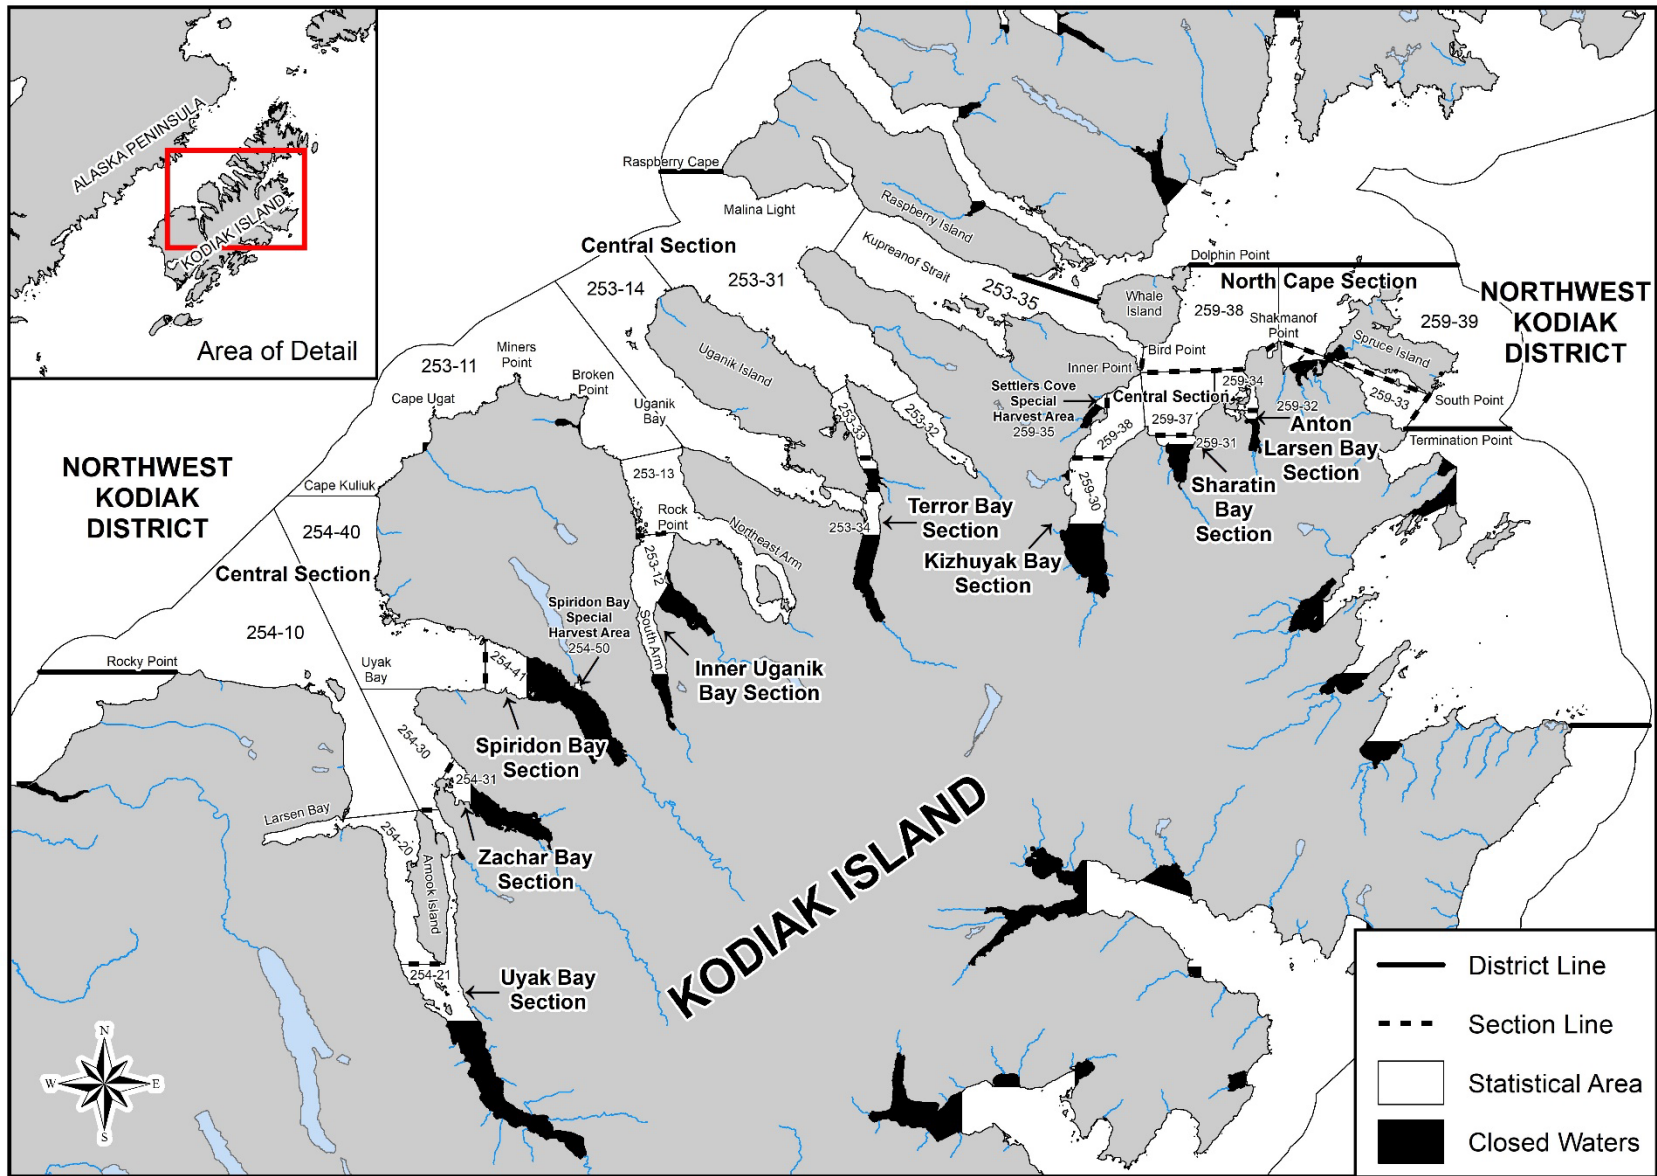 ALASKA PENINSULA
KODIAK ISLAND
Area of Detail
Raspberry Cape
Malina Light
Raspberry Island
Kupreanof Strait
Central Section
253-14
253-31
253-35
Dolphin Point
North Cape Section
Whale
Island
259-38
Shakmanof
Point
259-39
Spruce Island
NORTHWEST
KODIAK
DISTRICT
253-11
Miners
Point
Broken
Point
Cape Ugat
Uganik Island
Uganik
Bay
253-33
253-32
Inner Point
Bird Point
Settlers Cove
Special
Harvest Area
259-35
Central Section
259-34
259-37
259-38
259-32
259-33
South Point
Termination Point
259-31
Anton
Larsen Bay
Section
Sharatin
Bay
Section
259-30
NORTHWEST
KODIAK
DISTRICT
Cape Kuliuk
254-40
253-13
Rock
Point
Northeast Arm
253-34
Terror Bay
Section
Kizhuyak Bay
Section
Central Section
253-12
South Arm
Spiridon Bay
Special
Harvest Area
254-50
254-10
Rocky Point
Uyak
Bay
254-41
Inner Uganik
Bay Section
254-30
Spiridon Bay
Section
254-31
Larsen Bay
254-20
Amook Island
Zachar Bay
Section
KODIAK ISLAND
254-21
Uyak Bay
Section
N
W
E
S
District Line
Section Line
Statistical Area
Closed Waters